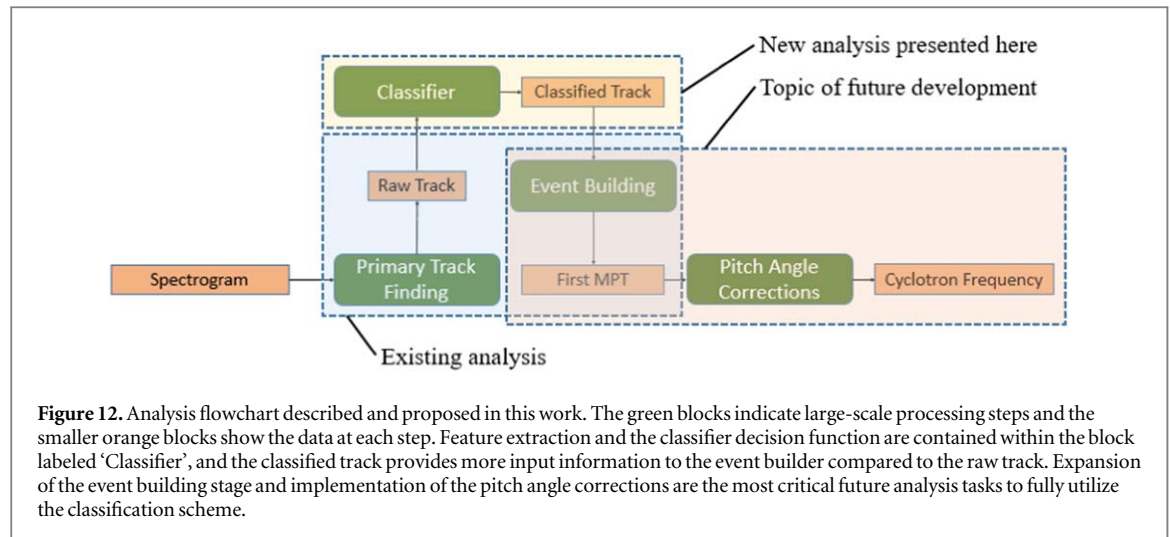 New analysis presented here
Topic of future development
Classifier
Classified Track
Raw Track
Event Building
Spectrogram
Primary Track
Finding
First MPT
Pitch Angle
Corrections
Cyclotron Frequency
Existing analysis
Figure 12. Analysis flowchart described and proposed in this work. The green blocks indicate large-scale processing steps and the
smaller orange blocks show the data at each step. Feature extraction and the classifier decision function are contained within the block
labeled ‘Classifier’, and the classified track provides more input information to the event builder compared to the raw track. Expansion
of the event building stage and implementation of the pitch angle corrections are the most critical future analysis tasks to fully utilize
the classification scheme.